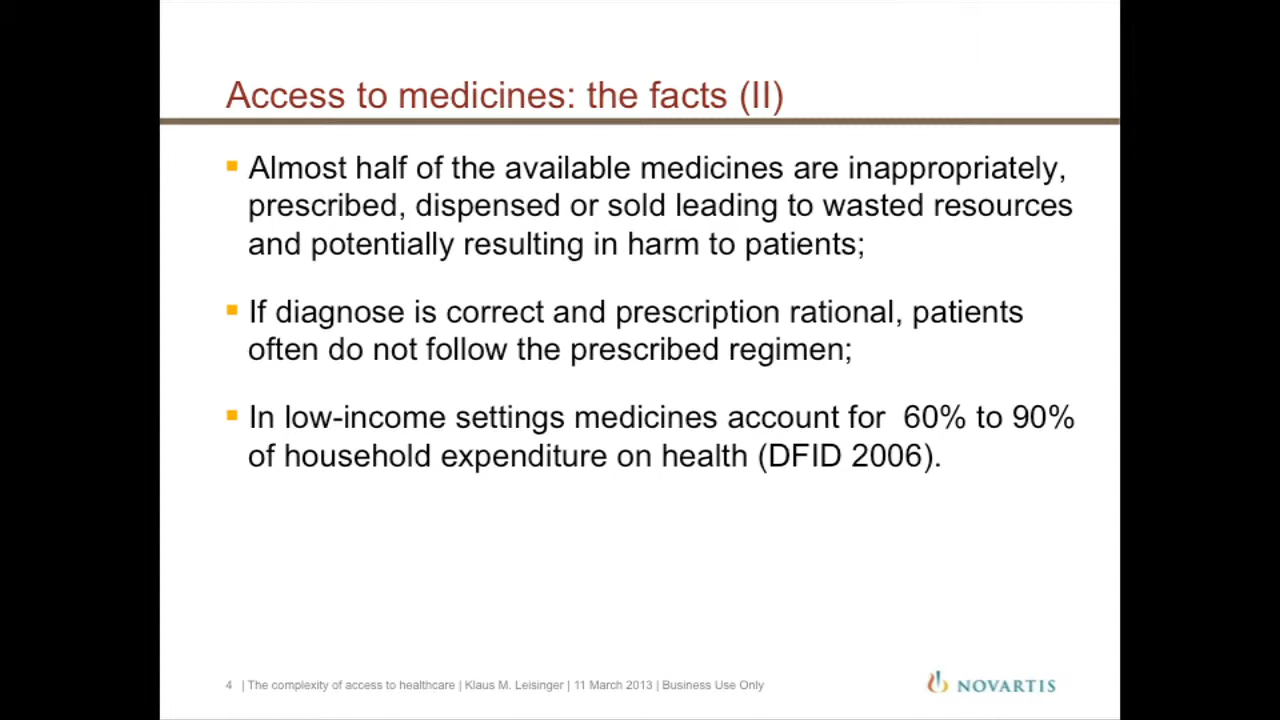 Access to medicines: the facts (II)
Almost half of the available medicines are inappropriately,
prescribed, dispensed or sold leading to wasted resources
and potentially resulting in harm to patients;
If diagnose is correct and prescription rational, patients
often do not follow the prescribed regimen;
In low-income settings medicines account for  60% to 90%
of household expenditure on health (DFID 2006).
4 | The complexity of access to healthcare | Klaus M. Leisinger | 11 March 2013 | Business Use Only
NOVARTIS